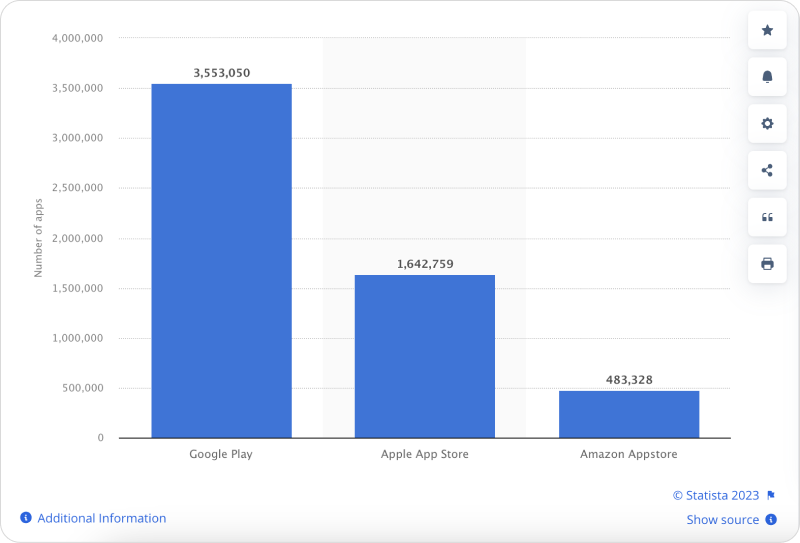 4,000,000
3,553,050
3,500,000
3,000,000
2,500,000
Number of apps
2,000,000
1,642,759
1,500,000
1,000,000
483,328
500,000
0
Google Play
Apple App Store
Amazon Appstore
© Statista 2023
Additional Information
Show source